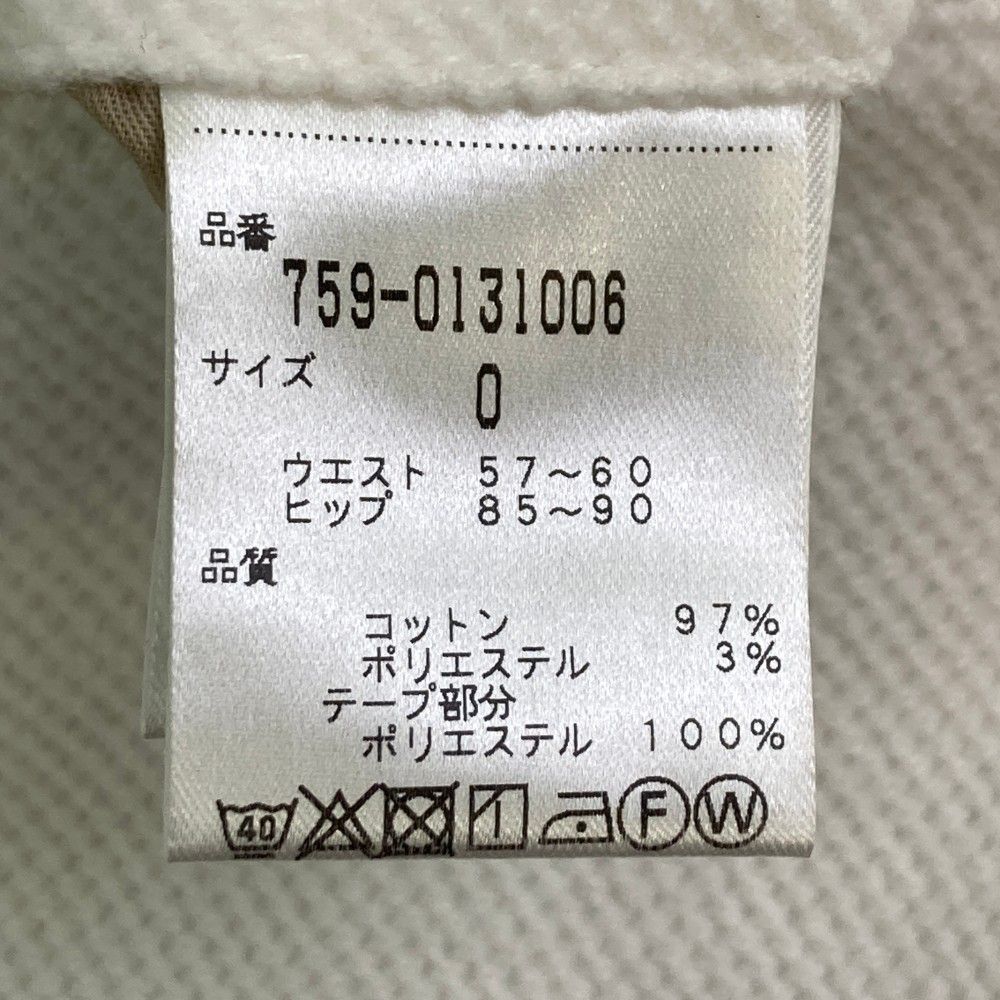 品番
759-0131006
サイズ
0
ウエスト 57~60
ヒップ 85~90
品質
コットン 97%
ポリエステル 3%
テープ部分
ポリエステル 100%
40 F W